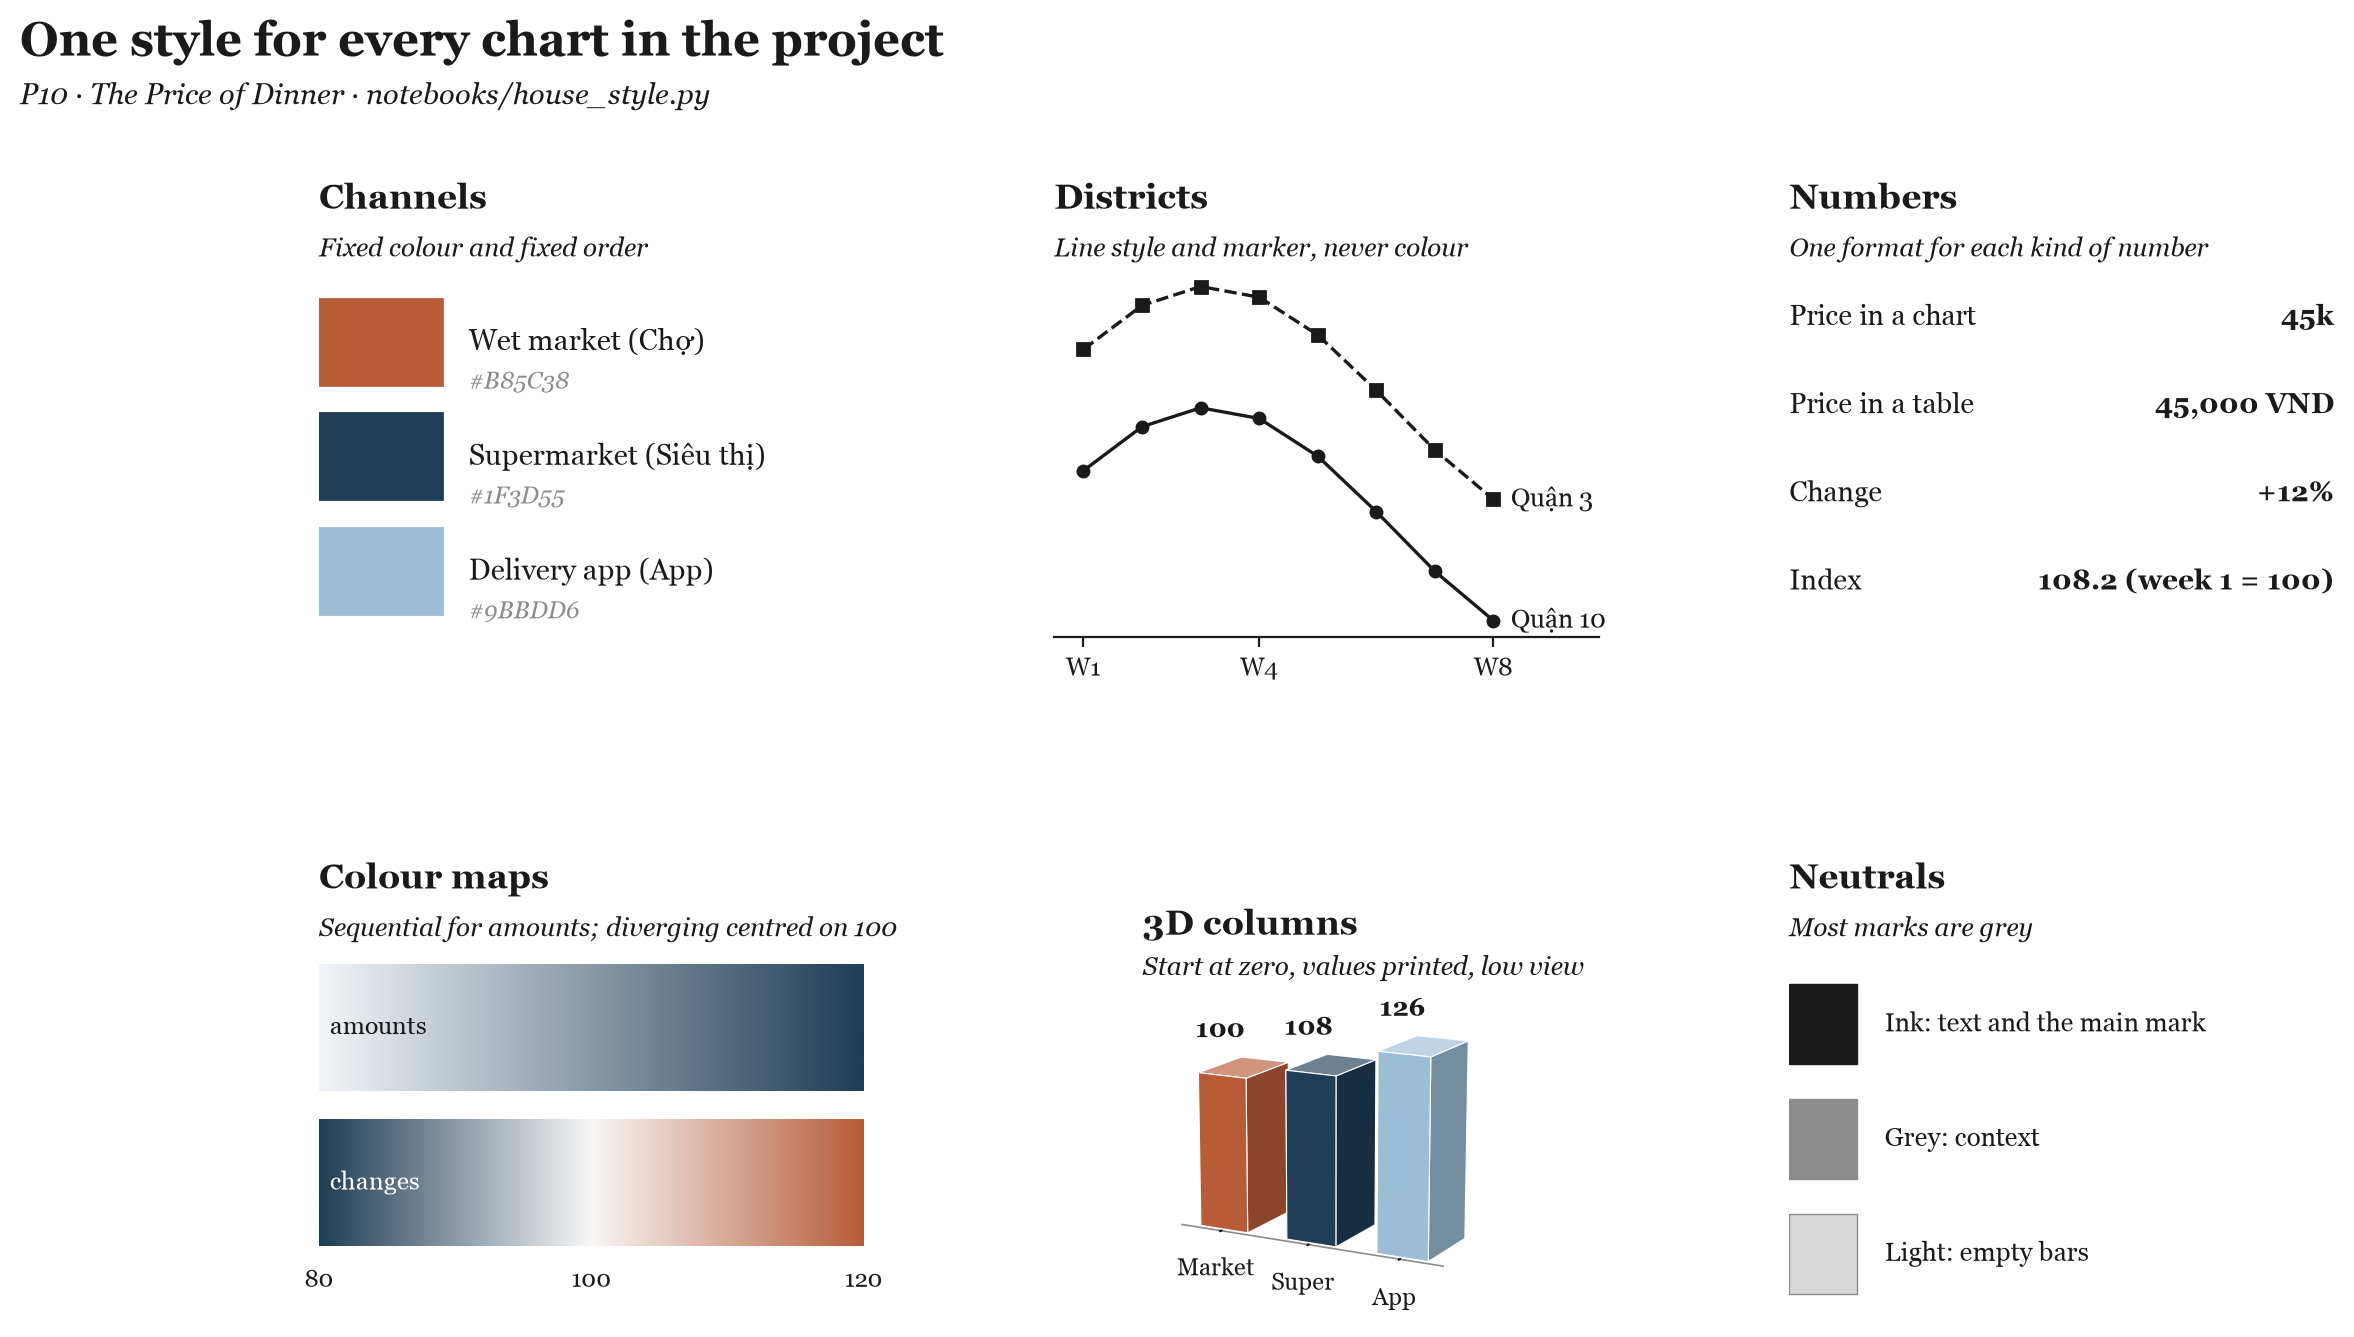 One style for every chart in the project
P10 · The Price of Dinner · notebooks/house_style.py
Channels
Fixed colour and fixed order
Wet market (Chợ)
#B85C38
Supermarket (Siêu thị)
#1F3D55
Delivery app (App)
#9BBDD6
Districts
Line style and marker, never colour
Quận 3
Quận 10
W1
W4
W8
Numbers
One format for each kind of number
Price in a chart 45k
Price in a table 45,000 VND
Change +12%
Index 108.2 (week 1 = 100)
Colour maps
Sequential for amounts; diverging centred on 100
amounts
changes
80 100 120
3D columns
Start at zero, values printed, low view
100 108 126
Market Super App
Neutrals
Most marks are grey
Ink: text and the main mark
Grey: context
Light: empty bars